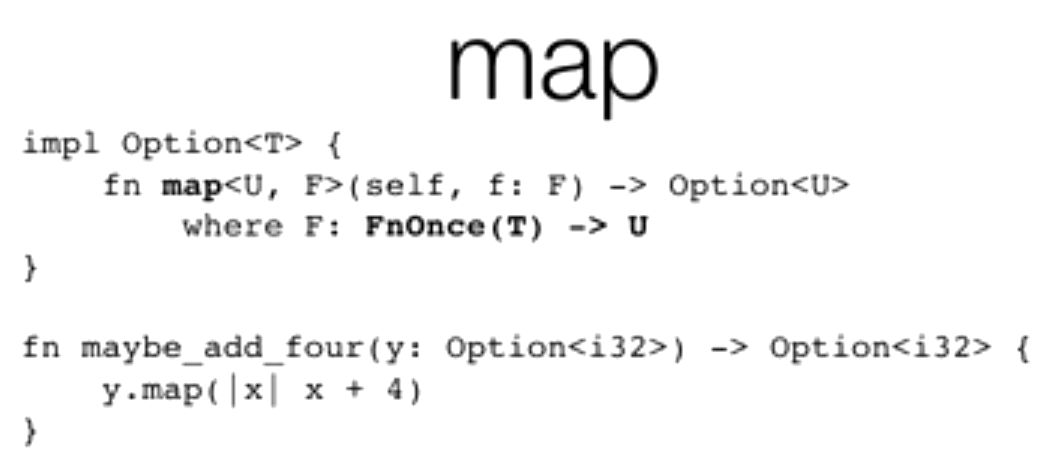 map
impl Option<T> {
    fn map<U, F>(self, f: F) -> Option<U>
        where F: FnOnce(T) -> U
}
fn maybe_add_four(y: Option<i32>) -> Option<i32> {
    y.map(|x| x + 4)
}